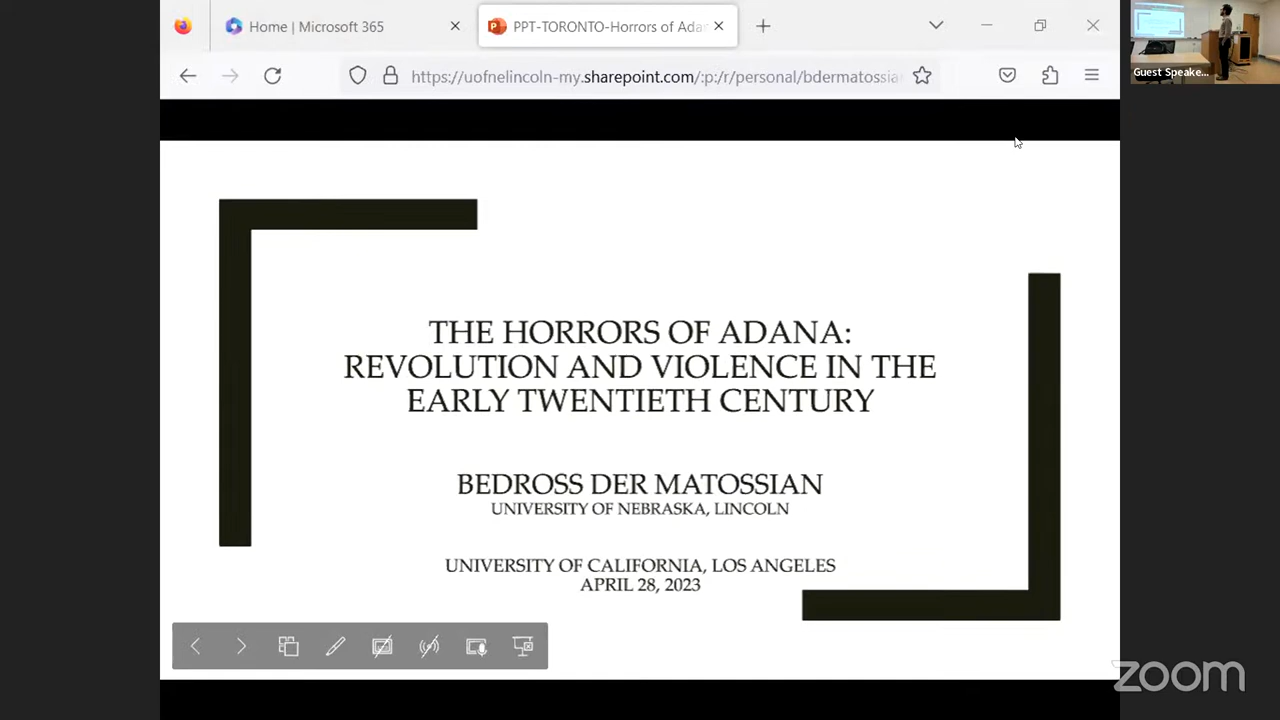 Home | Microsoft 365
PPT-TORONTO-Horrors of Ada
https://uofnelincoln-my.sharepoint.com/:p:/r/personal/bdermatossia
Guest Speake...
THE HORRORS OF ADANA:
REVOLUTION AND VIOLENCE IN THE
EARLY TWENTIETH CENTURY
BEDROSS DER MATOSSIAN
UNIVERSITY OF NEBRASKA, LINCOLN
UNIVERSITY OF CALIFORNIA, LOS ANGELES
APRIL 28, 2023
zoom